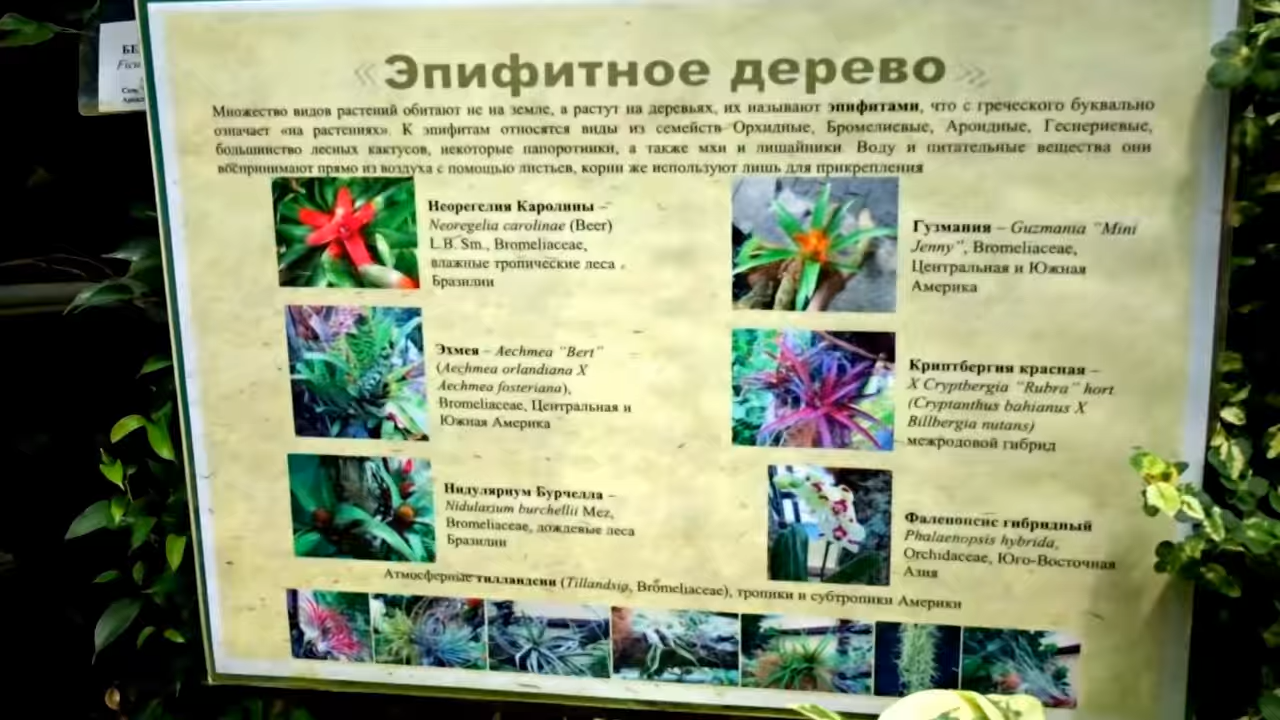 БЕ
Ficu
«Эпифитное дерево»
Множество видов растений обитают не на земле, а растут на деревьях, их называют эпифитами, что с греческого буквально
означает «на растениях». К эпифитам относятся виды из семейств Орхидные, Бромелиевые, Ароидные, Геснериевые,
большинство лесных кактусов, некоторые папоротники, а также мхи и лишайники. Воду и питательные вещества они
воспринимают прямо из воздуха с помощью листьев, корни же используют лишь для прикрепления
Неорегелия Каролины –
Neoregelia carolinae (Beer)
L.B. Sm., Bromeliaceae,
влажные тропические леса
Бразилии
Гузмания – Guzmania "Mini
Jenny", Bromeliaceae,
Центральная и Южная
Америка
Эхмея – Aechmea "Bert"
(Aechmea orlandiana X
Aechmea fosteriana),
Bromeliaceae, Центральная и
Южная Америка
Криптбергия красная –
X Cryptbergia "Rubra" hort
(Cryptanthus bahianus X
Billbergia nutans)
межродовой гибрид
Нидуляриум Бурчелла –
Nidularium burchellii Mez,
Bromeliaceae, дождевые леса
Бразилии
Фаленопсис гибридный
Phalaenopsis hybrida,
Orchidaceae, Юго-Восточная
Азия
Атмосферные тилландсии (Tillandsia, Bromeliaceae), тропики и субтропики Америки